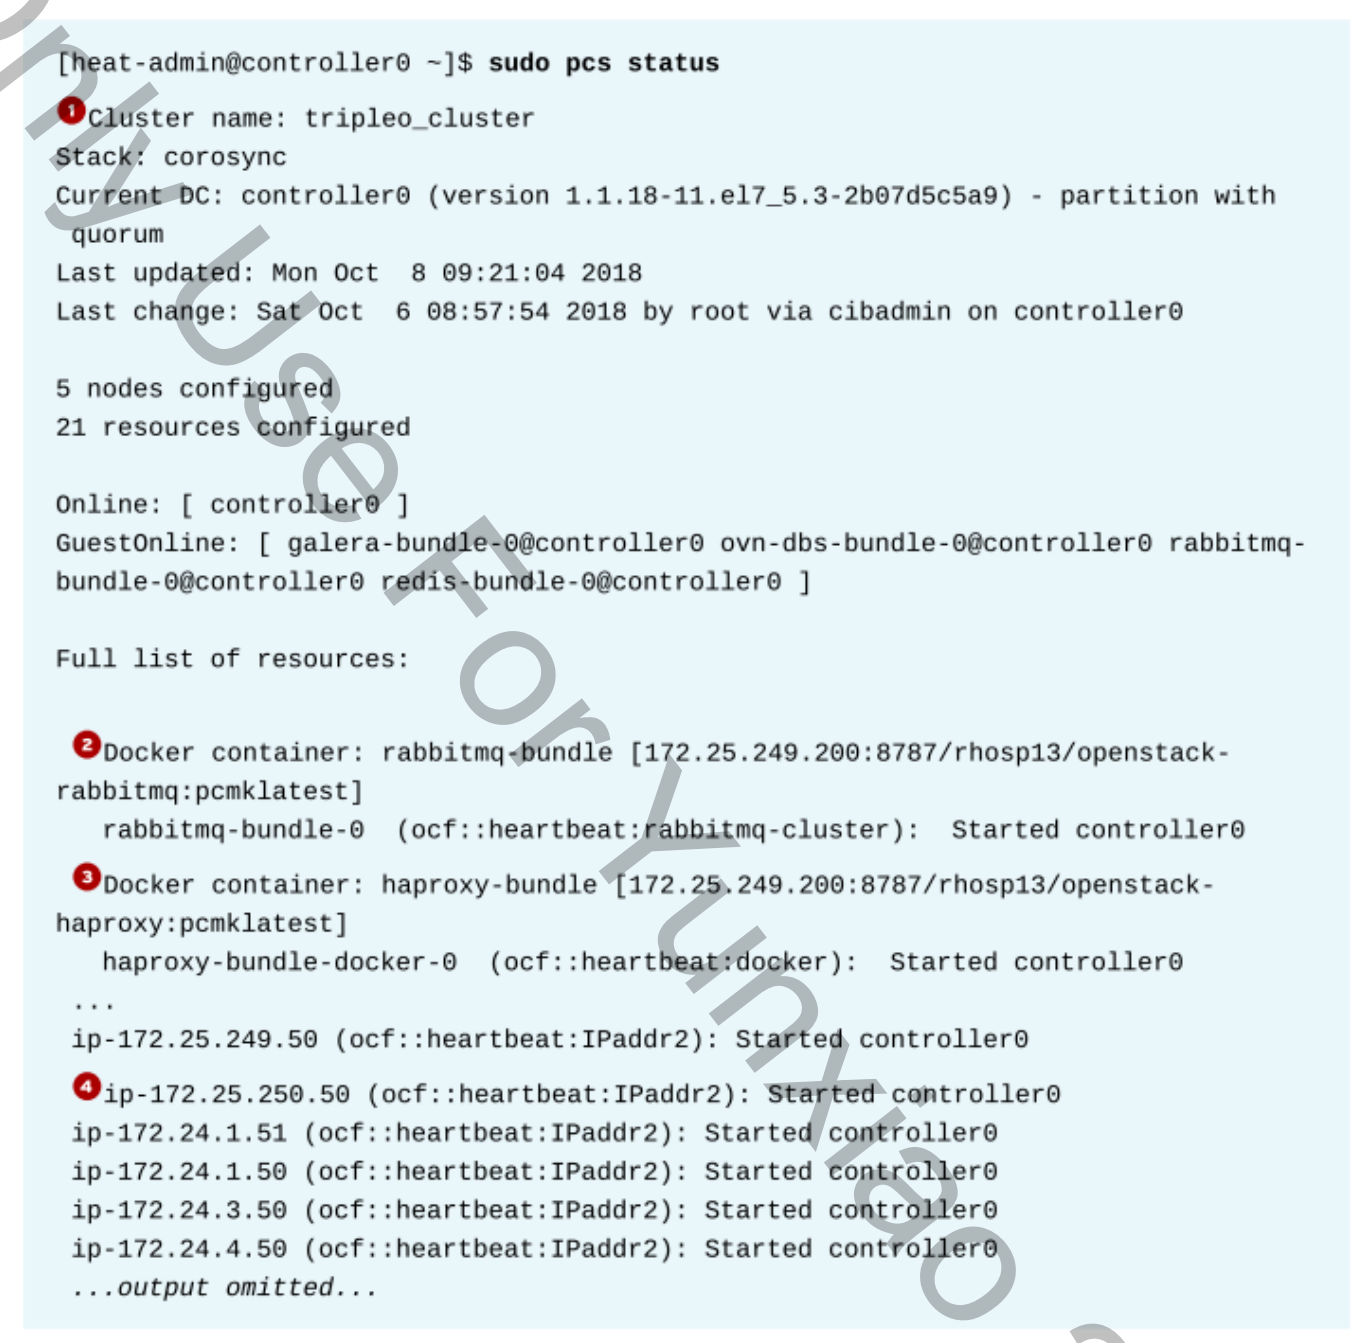 [heat-admin@controller0 ~]$ sudo pcs status
1 Cluster name: tripleo_cluster
Stack: corosync
Current DC: controller0 (version 1.1.18-11.el7_5.3-2b07d5c5a9) - partition with
quorum
Last updated: Mon Oct  8 09:21:04 2018
Last change: Sat Oct  6 08:57:54 2018 by root via cibadmin on controller0
5 nodes configured
21 resources configured
Online: [ controller0 ]
GuestOnline: [ galera-bundle-0@controller0 ovn-dbs-bundle-0@controller0 rabbitmq-
bundle-0@controller0 redis-bundle-0@controller0 ]
Full list of resources:
2 Docker container: rabbitmq-bundle [172.25.249.200:8787/rhosp13/openstack-
rabbitmq:pcmklatest]
rabbitmq-bundle-0  (ocf::heartbeat:rabbitmq-cluster):  Started controller0
3 Docker container: haproxy-bundle [172.25.249.200:8787/rhosp13/openstack-
haproxy:pcmklatest]
haproxy-bundle-docker-0  (ocf::heartbeat:docker):  Started controller0
...
ip-172.25.249.50 (ocf::heartbeat:IPaddr2): Started controller0
4 ip-172.25.250.50 (ocf::heartbeat:IPaddr2): Started controller0
ip-172.24.1.51 (ocf::heartbeat:IPaddr2): Started controller0
ip-172.24.1.50 (ocf::heartbeat:IPaddr2): Started controller0
ip-172.24.3.50 (ocf::heartbeat:IPaddr2): Started controller0
ip-172.24.4.50 (ocf::heartbeat:IPaddr2): Started controller0
...output omitted...
only Use For Yunxiao